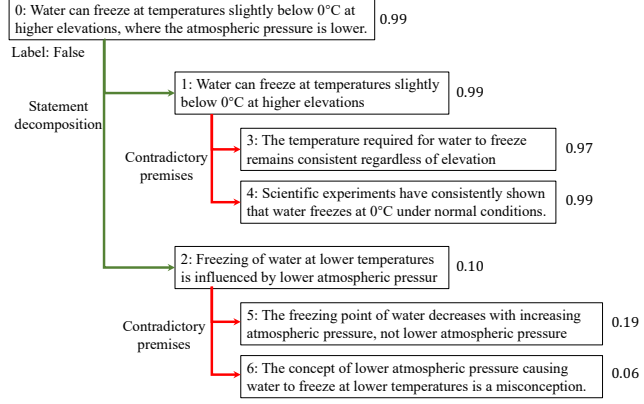 0: Water can freeze at temperatures slightly below 0°C at
higher elevations, where the atmospheric pressure is lower.
0.99
Label: False
Statement
decomposition
1: Water can freeze at temperatures slightly
below 0°C at higher elevations
0.99
Contradictory
premises
3: The temperature required for water to freeze
remains consistent regardless of elevation
0.97
4: Scientific experiments have consistently shown
that water freezes at 0°C under normal conditions.
0.99
2: Freezing of water at lower temperatures
is influenced by lower atmospheric pressur
0.10
Contradictory
premises
5: The freezing point of water decreases with increasing
atmospheric pressure, not lower atmospheric pressure
0.19
6: The concept of lower atmospheric pressure causing
water to freeze at lower temperatures is a misconception.
0.06